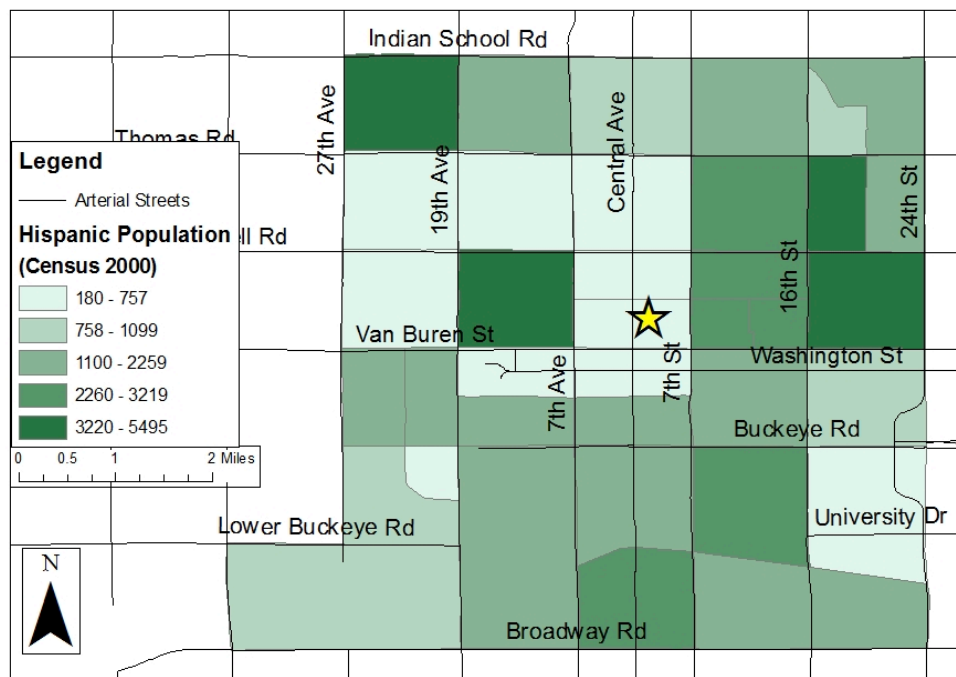 Indian School Rd
27th Ave
Central Ave
Thomas Rd
19th Ave
24th St
Legend
Arterial Streets
Hispanic Population
(Census 2000)
180 - 757
758 - 1099
1100 - 2259
2260 - 3219
3220 - 5495
ell Rd
16th St
Van Buren St
Washington St
7th Ave
7th St
Buckeye Rd
0 0.5 1 2 Miles
University Dr
Lower Buckeye Rd
N
Broadway Rd